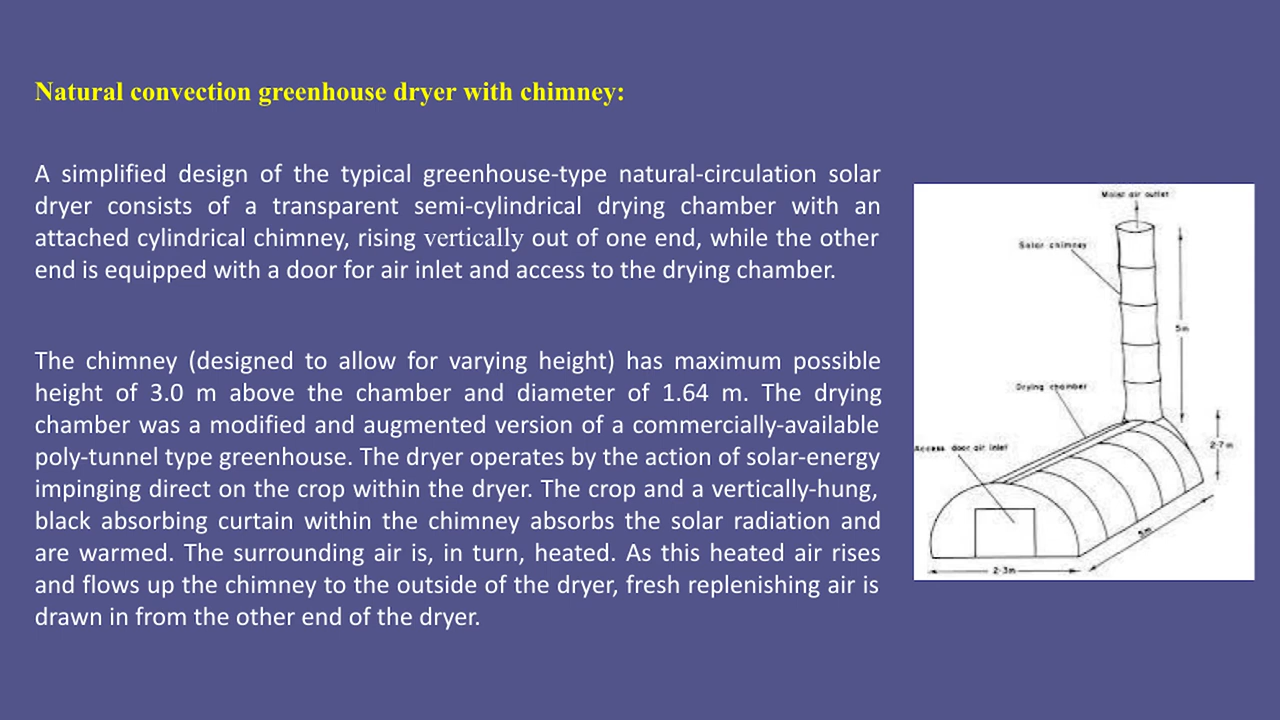 Natural convection greenhouse dryer with chimney:
A simplified design of the typical greenhouse-type natural-circulation solar
dryer consists of a transparent semi-cylindrical drying chamber with an
attached cylindrical chimney, rising vertically out of one end, while the other
end is equipped with a door for air inlet and access to the drying chamber.
The chimney (designed to allow for varying height) has maximum possible
height of 3.0 m above the chamber and diameter of 1.64 m. The drying
chamber was a modified and augmented version of a commercially-available
poly-tunnel type greenhouse. The dryer operates by the action of solar-energy
impinging direct on the crop within the dryer. The crop and a vertically-hung,
black absorbing curtain within the chimney absorbs the solar radiation and
are warmed. The surrounding air is, in turn, heated. As this heated air rises
and flows up the chimney to the outside of the dryer, fresh replenishing air is
drawn in from the other end of the dryer.
Moist air outlet
Solar chimney
5m
Drying chamber
Access door air inlet
2·7m
5m
2·3m